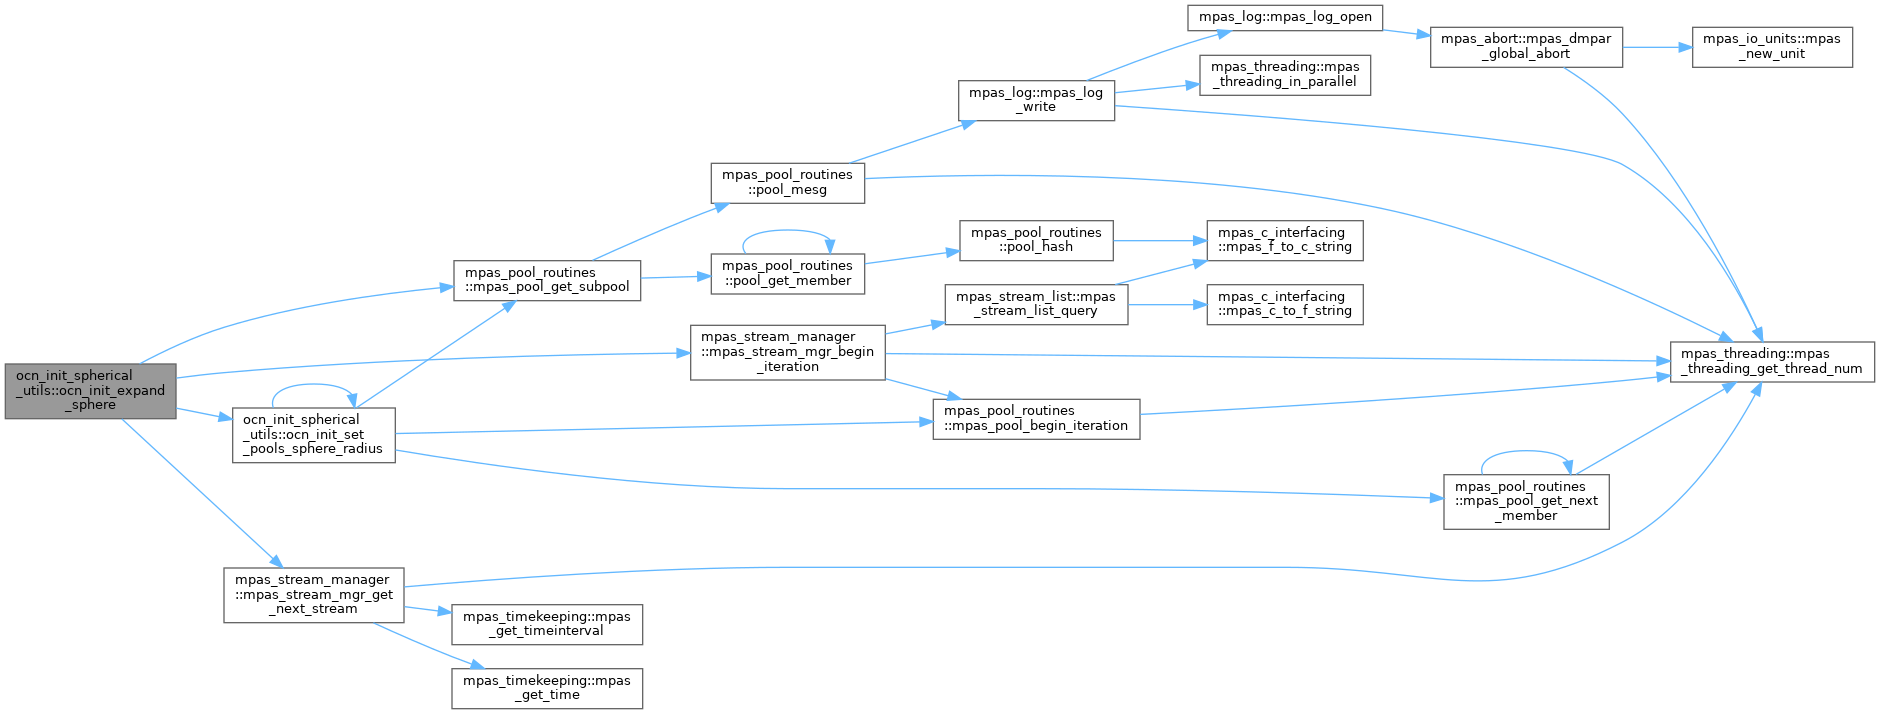 mpas_log::mpas_log_open
mpas_abort::mpas_dmpar
_global_abort
mpas_io_units::mpas
_new_unit
mpas_threading::mpas
_threading_in_parallel
mpas_log::mpas_log
_write
mpas_pool_routines
::pool_mesg
mpas_pool_routines
::pool_hash
mpas_c_interfacing
::mpas_f_to_c_string
mpas_pool_routines
::mpas_pool_get_subpool
mpas_pool_routines
::pool_get_member
mpas_stream_list::mpas
_stream_list_query
mpas_c_interfacing
::mpas_c_to_f_string
mpas_stream_manager
::mpas_stream_mgr_begin
_iteration
mpas_threading::mpas
_threading_get_thread_num
ocn_init_spherical
_utils::ocn_init_expand
_sphere
ocn_init_spherical
_utils::ocn_init_set
_pools_sphere_radius
mpas_pool_routines
::mpas_pool_begin_iteration
mpas_pool_routines
::mpas_pool_get_next
_member
mpas_stream_manager
::mpas_stream_mgr_get
_next_stream
mpas_timekeeping::mpas
_get_timeinterval
mpas_timekeeping::mpas
_get_time